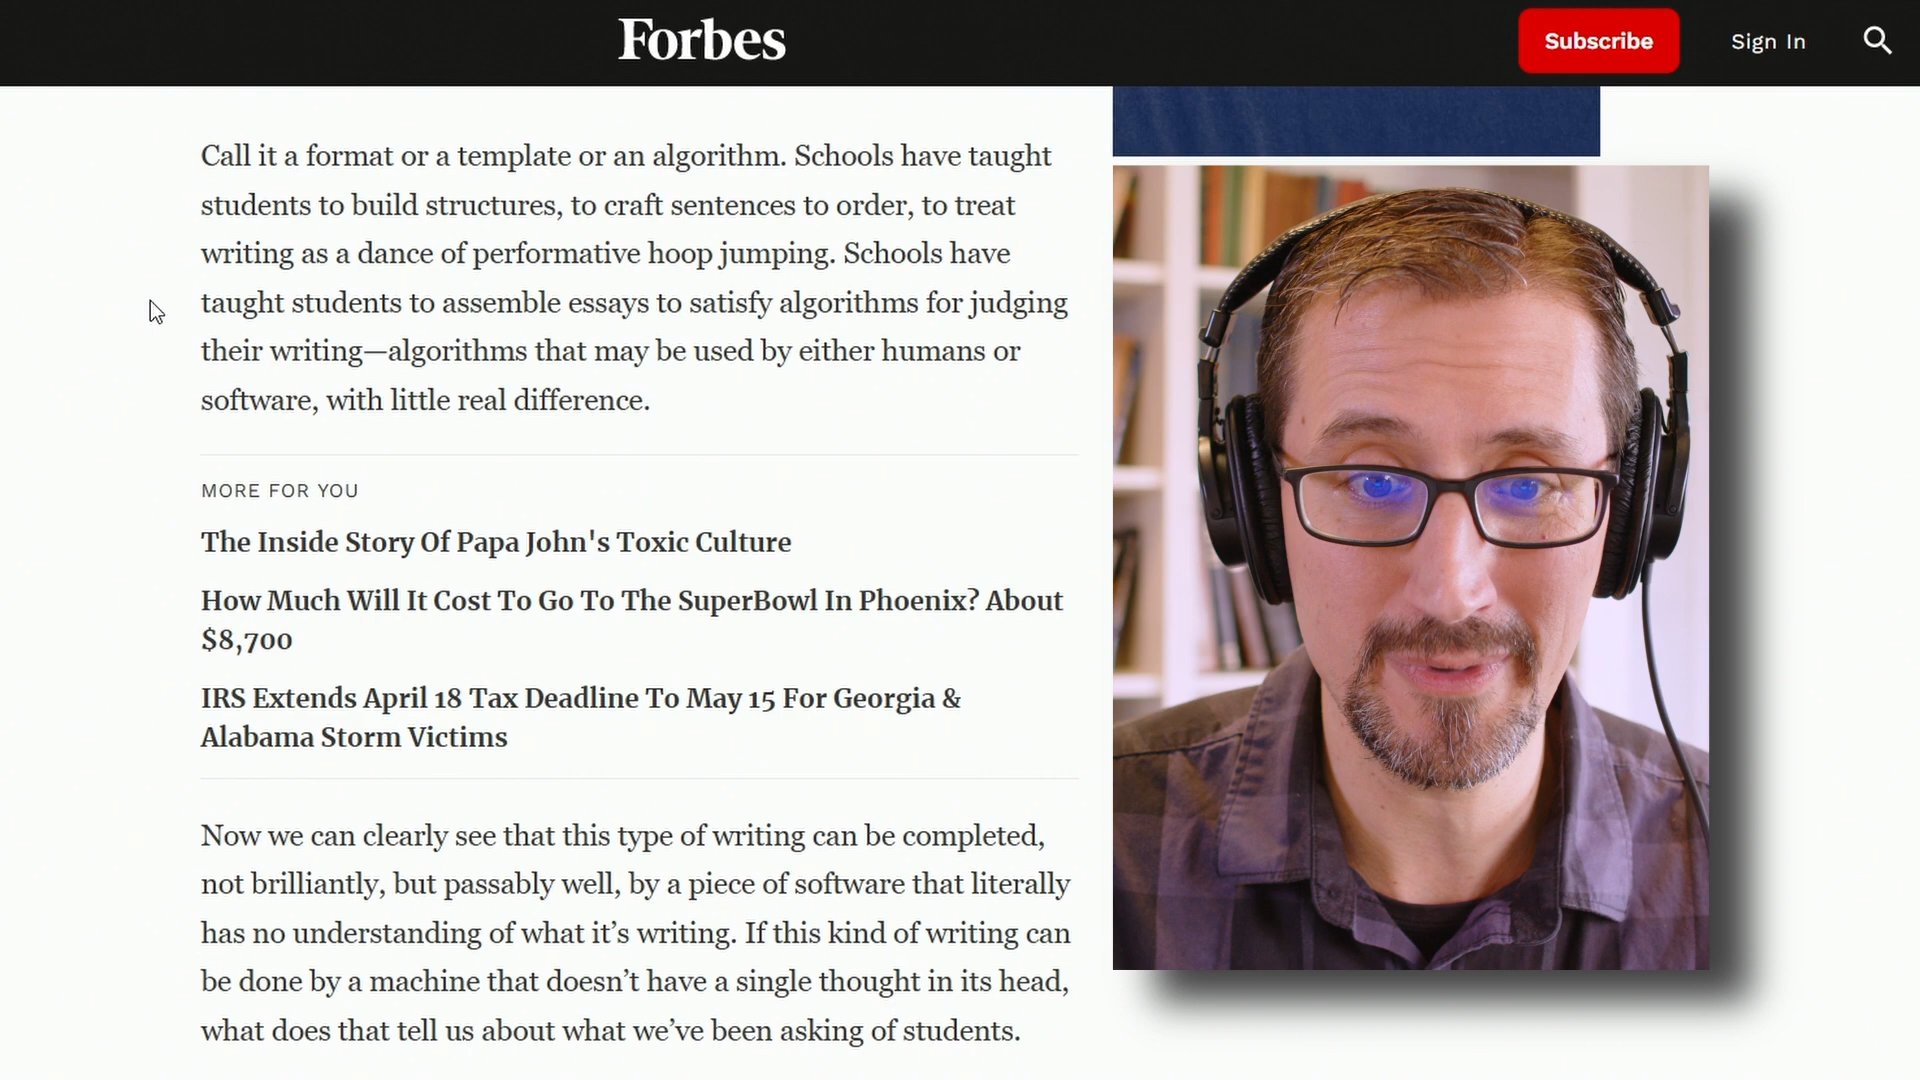 Forbes
Subscribe
Sign In
Call it a format or a template or an algorithm. Schools have taught
students to build structures, to craft sentences to order, to treat
writing as a dance of performative hoop jumping. Schools have
taught students to assemble essays to satisfy algorithms for judging
their writing—algorithms that may be used by either humans or
software, with little real difference.
MORE FOR YOU
The Inside Story Of Papa John's Toxic Culture
How Much Will It Cost To Go To The SuperBowl In Phoenix? About
$8,700
IRS Extends April 18 Tax Deadline To May 15 For Georgia &
Alabama Storm Victims
Now we can clearly see that this type of writing can be completed,
not brilliantly, but passably well, by a piece of software that literally
has no understanding of what it’s writing. If this kind of writing can
be done by a machine that doesn’t have a single thought in its head,
what does that tell us about what we’ve been asking of students.